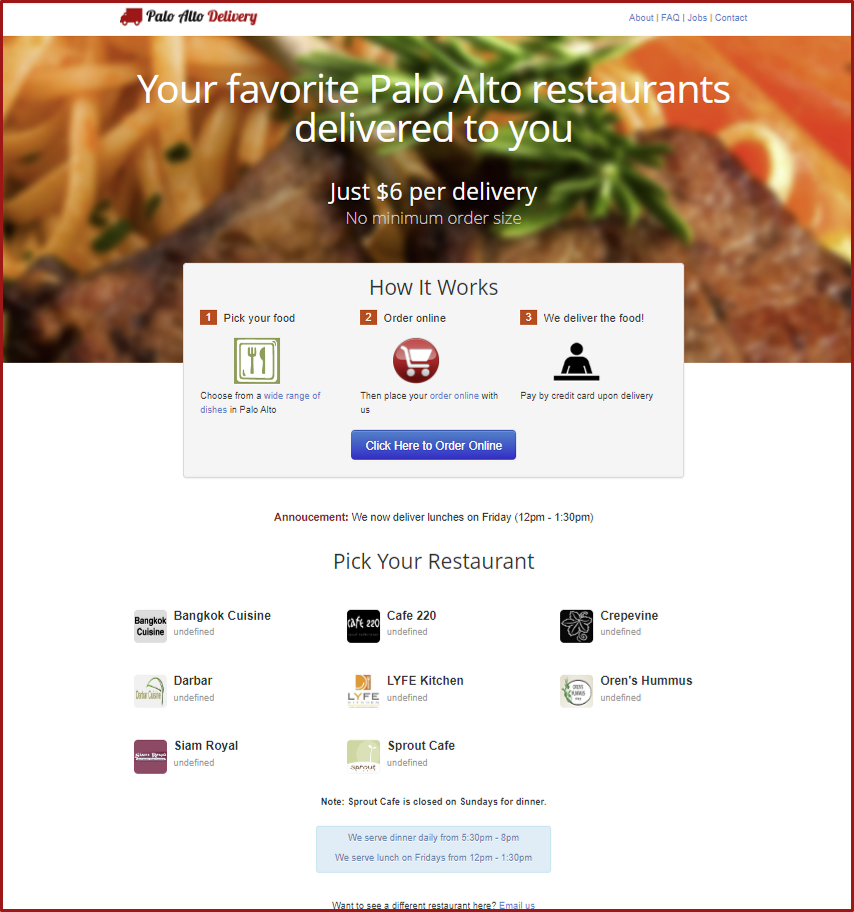 Palo Alto Delivery
About | FAQ | Jobs | Contact
Your favorite Palo Alto restaurants
delivered to you
Just $6 per delivery
No minimum order size
How It Works
1 Pick your food
Choose from a wide range of
dishes in Palo Alto
2 Order online
Then place your order online with
us
3 We deliver the food!
Pay by credit card upon delivery
Click Here to Order Online
Annoucement: We now deliver lunches on Friday (12pm - 1:30pm)
Pick Your Restaurant
Bangkok
Cuisine
Bangkok Cuisine
undefined
Cafe 220
Cafe 220
undefined
Crepevine
undefined
Darbar Cuisine
Darbar
undefined
LYFE
KITCHEN
LYFE Kitchen
undefined
OREN'S
HUMMUS
Oren's Hummus
undefined
Siam Royal
Siam Royal
undefined
Sprout
Sprout Cafe
undefined
Note: Sprout Cafe is closed on Sundays for dinner.
We serve dinner daily from 5:30pm - 8pm
We serve lunch on Fridays from 12pm - 1:30pm
Want to see a different restaurant here? Email us